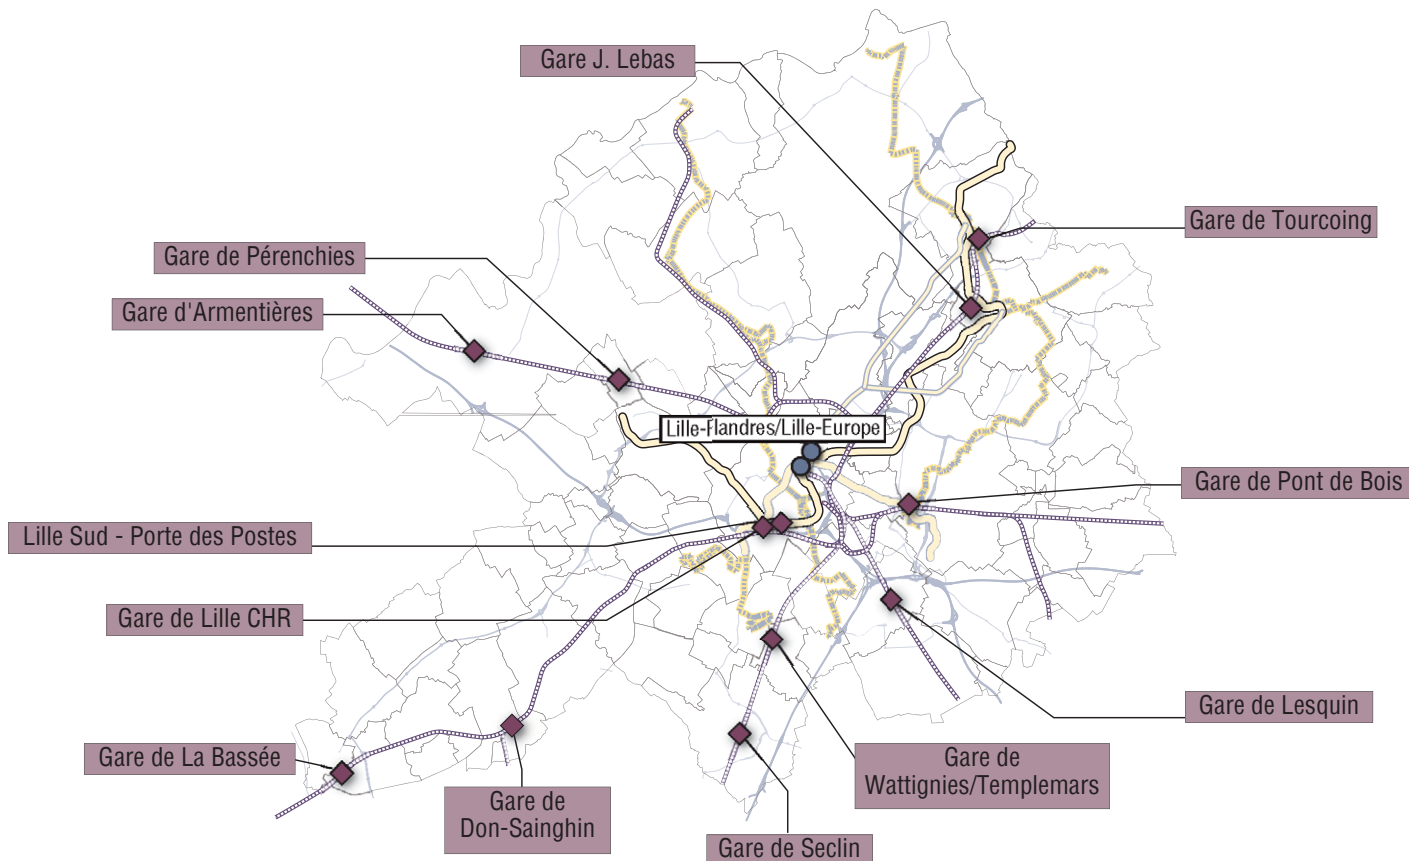 Gare J. Lebas
Gare de Tourcoing
Gare de Pérenchies
Gare d'Armentières
Lille-Flandres/Lille-Europe
Gare de Pont de Bois
Lille Sud - Porte des Postes
Gare de Lille CHR
Gare de Lesquin
Gare de La Bassée
Gare de
Wattignies/Templemars
Gare de
Don-Sainghin
Gare de Seclin